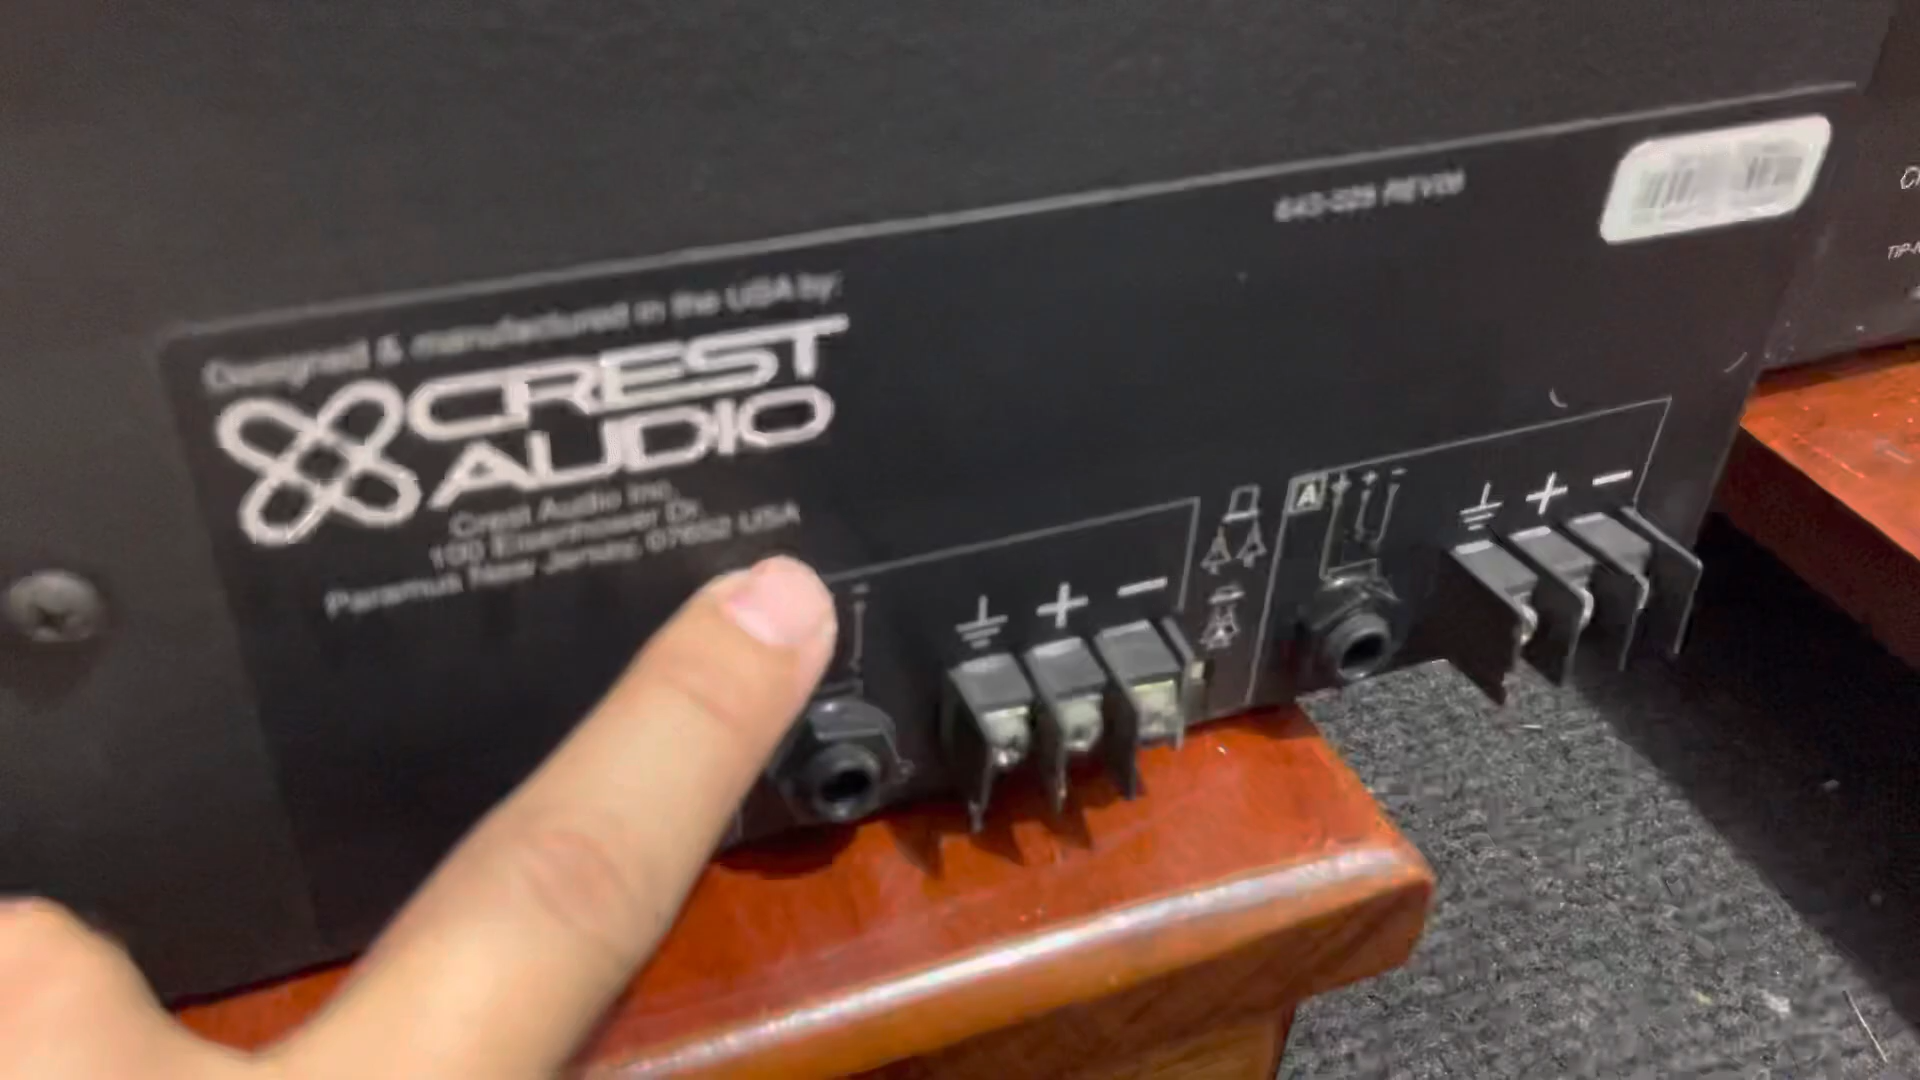 Designed & manufactured in the USA by:
CREST
AUDIO
Crest Audio Inc.
100 Eisenhower Dr.
Paramus New Jersey, 07652 USA
A
+ + -
+ −
+ −